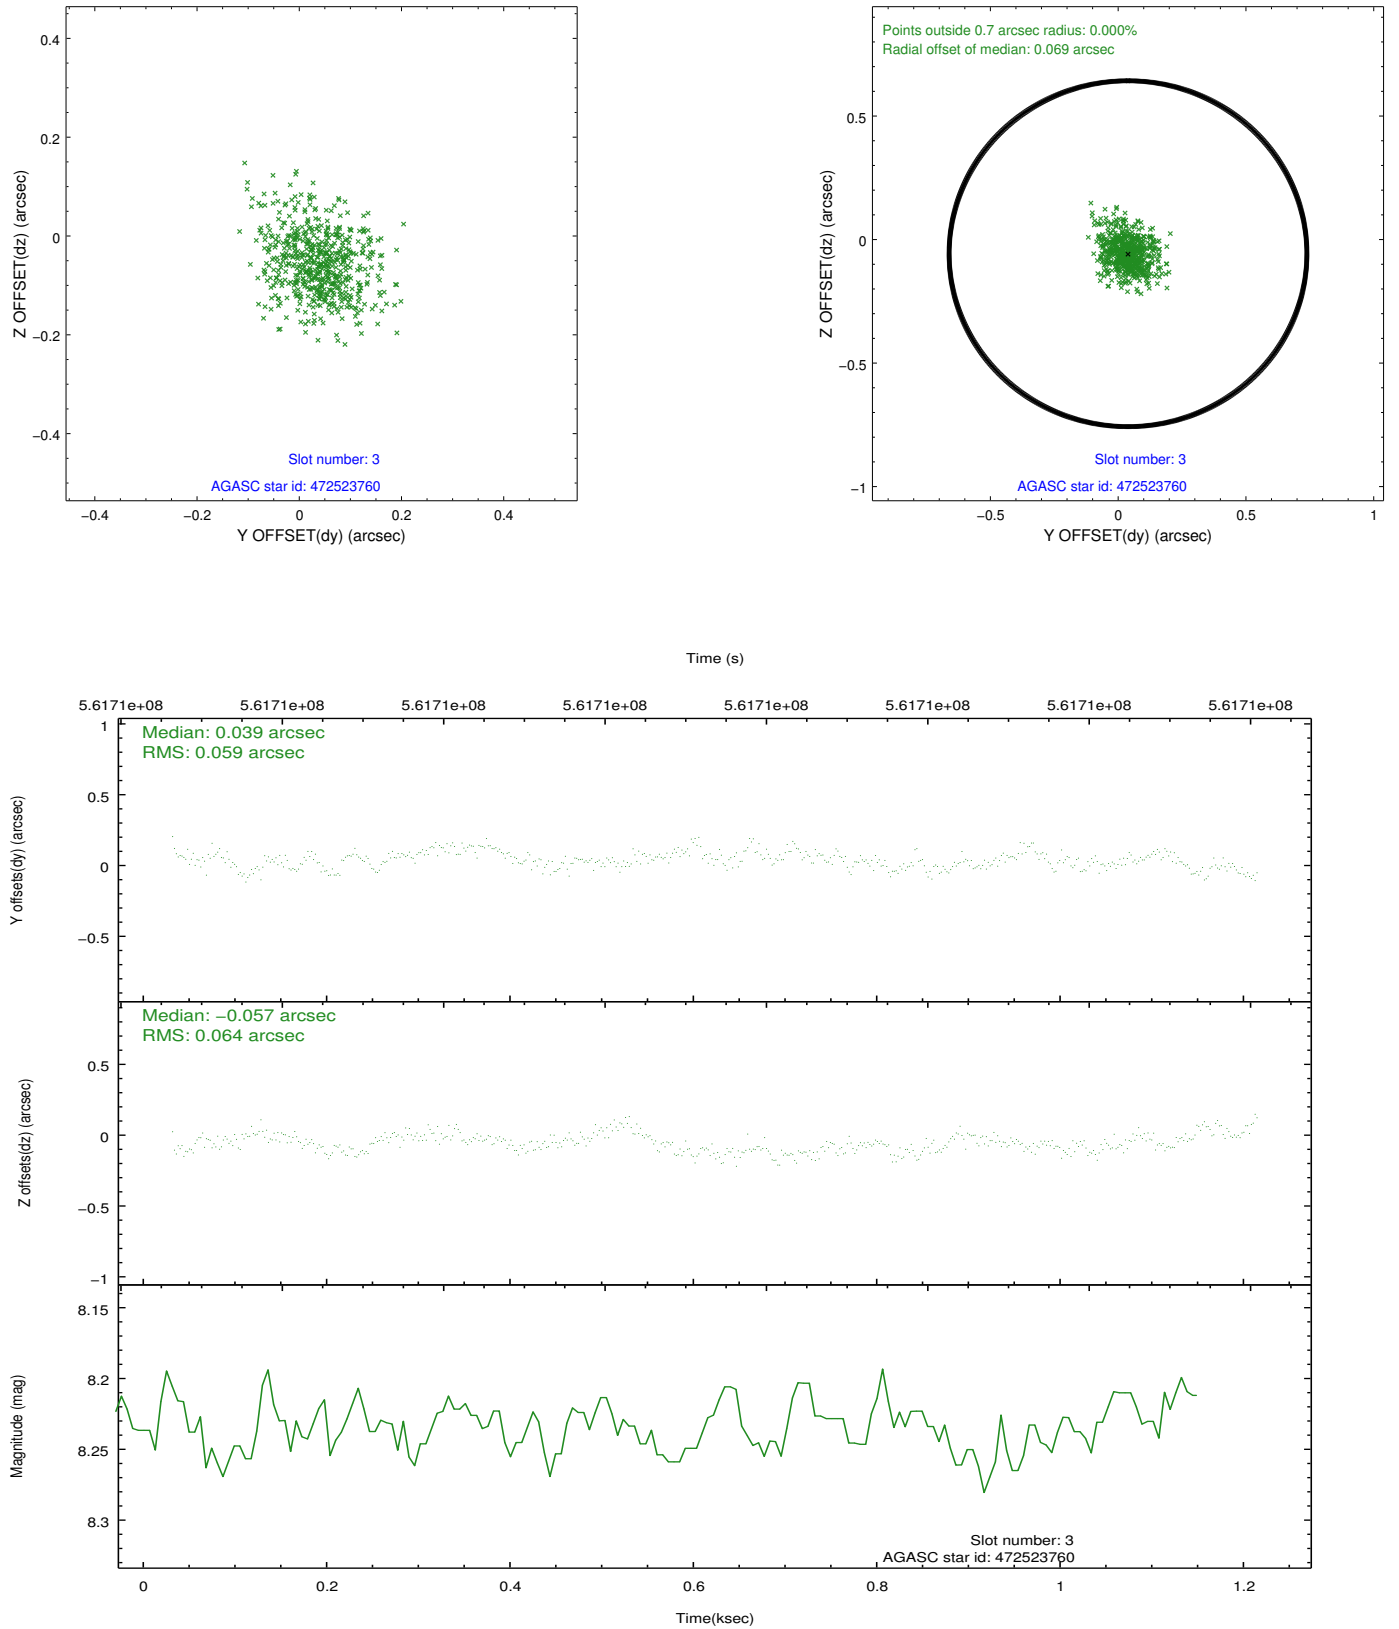 0.4
0.2
0
−0.2
−0.4
Z OFFSET(dz) (arcsec)
Slot number: 3
AGASC star id: 472523760
−0.4 −0.2 0 0.2 0.4
Y OFFSET(dy) (arcsec)
Points outside 0.7 arcsec radius: 0.000%
Radial offset of median: 0.069 arcsec
0.5
0
−0.5
−1
Z OFFSET(dz) (arcsec)
Slot number: 3
AGASC star id: 472523760
−0.5 0 0.5 1
Y OFFSET(dy) (arcsec)
Time (s)
5.6171e+08 5.6171e+08 5.6171e+08 5.6171e+08 5.6171e+08 5.6171e+08 5.6171e+08 5.6171e+08
Median: 0.039 arcsec
RMS: 0.059 arcsec
1
0.5
0
−0.5
Y offsets(dy) (arcsec)
Median: −0.057 arcsec
RMS: 0.064 arcsec
0.5
0
−0.5
−1
Z offsets(dz) (arcsec)
8.15
8.2
8.25
8.3
Magnitude (mag)
Slot number: 3
AGASC star id: 472523760
0 0.2 0.4 0.6 0.8 1 1.2
Time(ksec)